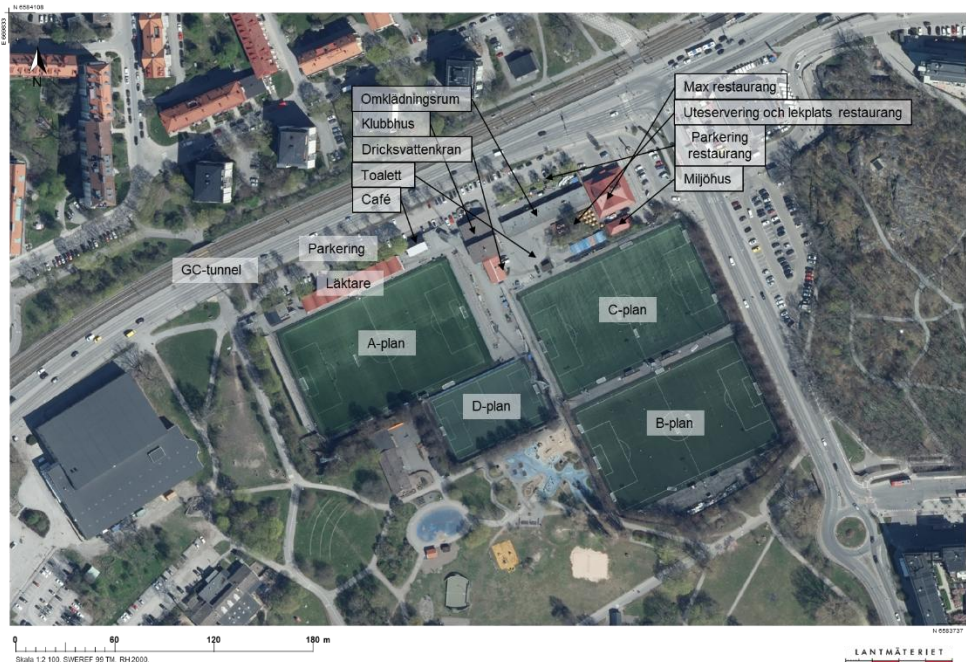 N 6584108
E 668633
N
Omklädningsrum
Klubbhus
Dricksvattenkran
Toalett
Café
Max restaurang
Uteservering och lekplats restaurang
Parkering
restaurang
Miljöhus
Parkering
GC-tunnel
Läktare
C-plan
A-plan
D-plan
B-plan
N 6583737
0 60 120 180 m
Skala 1:2 100, SWEREF 99 TM, RH2000.
LANTMÄTERIET